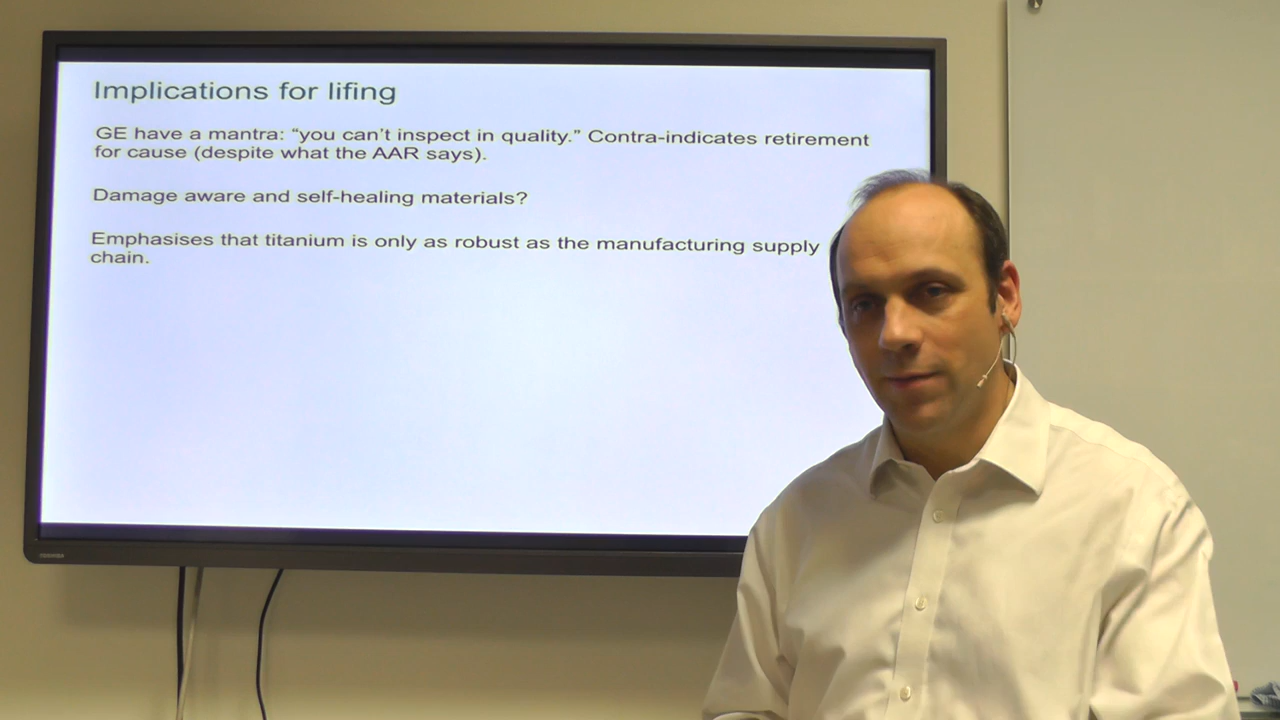 Implications for lifing
GE have a mantra: “you can’t inspect in quality.” Contra-indicates retirement
for cause (despite what the AAR says).
Damage aware and self-healing materials?
Emphasises that titanium is only as robust as the manufacturing supply
chain.
TOSHIBA